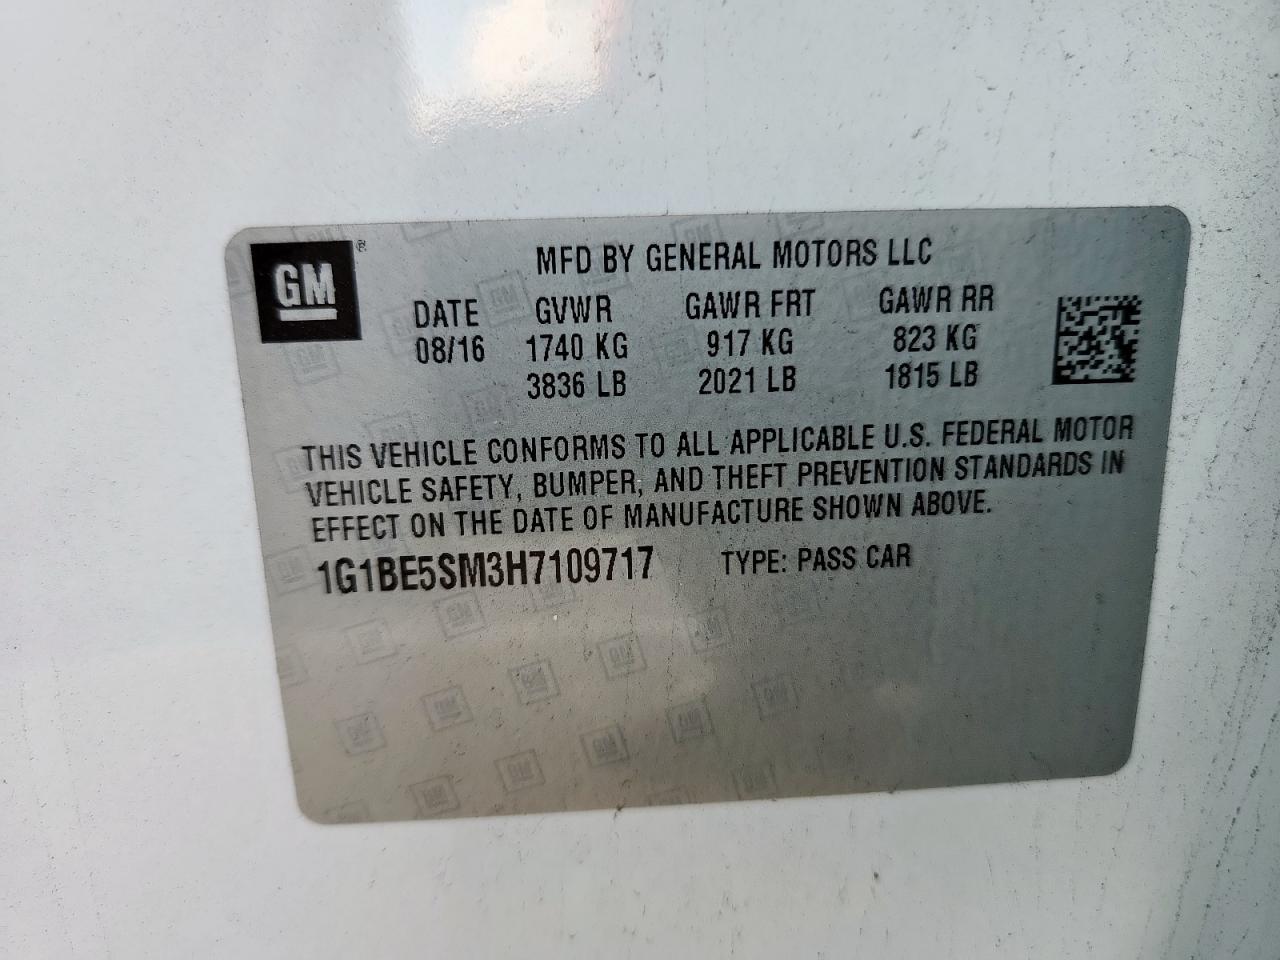 GM ®
MFD BY GENERAL MOTORS LLC
DATE GVWR GAWR FRT GAWR RR
08/16 1740 KG 917 KG 823 KG
3836 LB 2021 LB 1815 LB
THIS VEHICLE CONFORMS TO ALL APPLICABLE U.S. FEDERAL MOTOR
VEHICLE SAFETY, BUMPER, AND THEFT PREVENTION STANDARDS IN
EFFECT ON THE DATE OF MANUFACTURE SHOWN ABOVE.
1G1BE5SM3H7109717 TYPE: PASS CAR